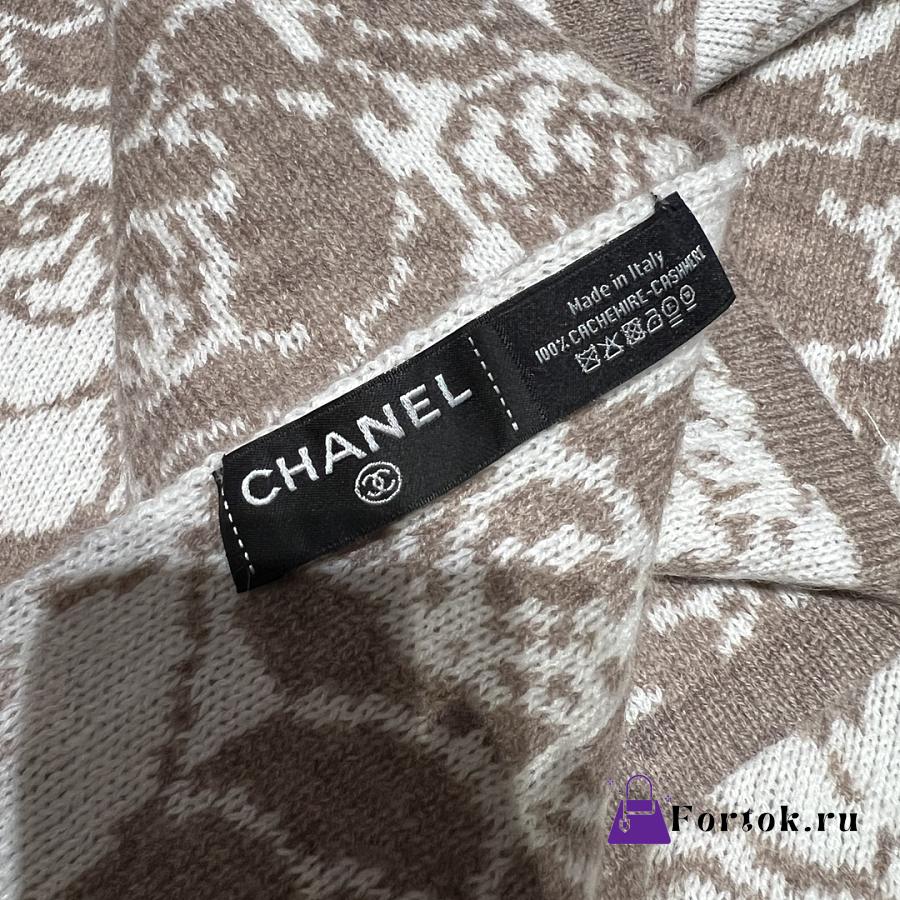 CHANEL
Made in Italy
100% CACHEMIRE-CASHMERE
Fortok.ru